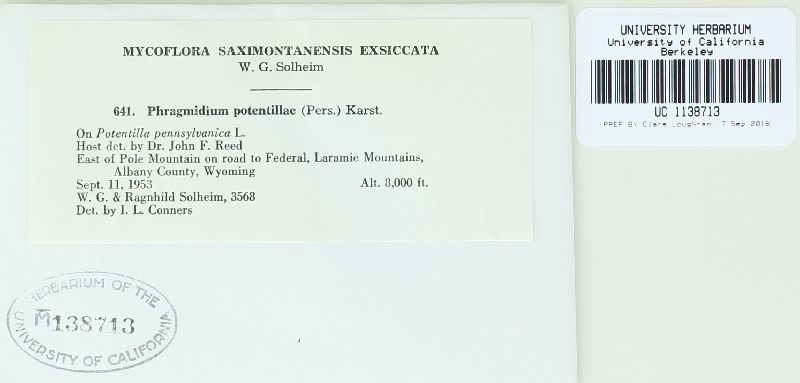 MYCOFLORA SAXIMONTANENSIS EXSICCATA
W. G. Solheim
641. Phragmidium potentillae (Pers.) Karst.
On Potentilla pennsylvanica L.
Host det. by Dr. John F. Reed
East of Pole Mountain on road to Federal, Laramie Mountains,
Albany County, Wyoming
Sept. 11, 1953 Alt. 8,000 ft.
W. G. & Ragnhild Solheim, 3568
Det. by I. L. Conners
UNIVERSITY HERBARIUM
University of California
Berkeley
UC 1138713
PREP BY Clara Loughran, 7 Sep 2016
HERBARIUM OF THE
M138713
UNIVERSITY OF CALIFORNIA